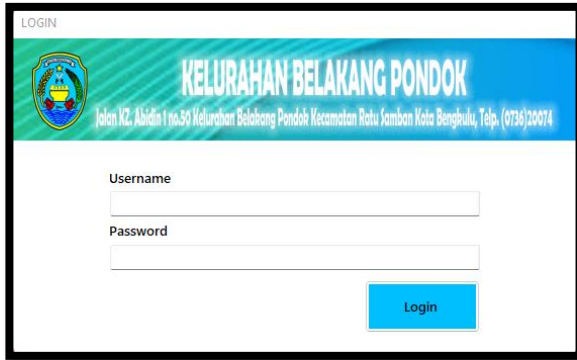 LOGIN
KELURAHAN BELAKANG PONDOK
Jalan KZ. Abidin I no.50 Kelurahan Belakang Pondok Kecamatan Ratu Samban Kota Bengkulu, Telp. (0736)20074
Username
Password
Login